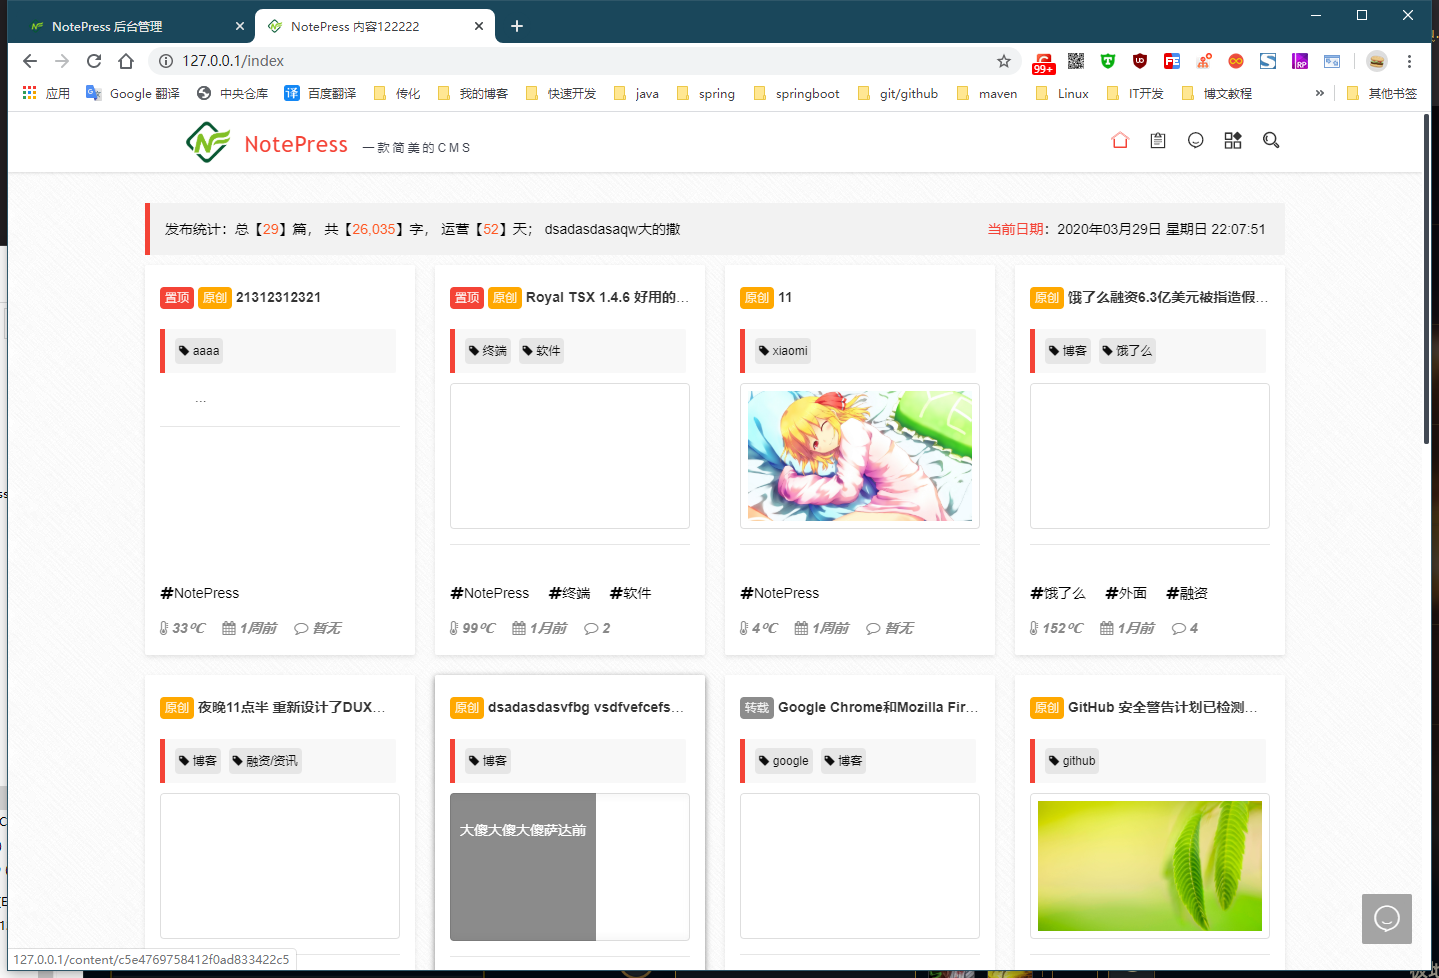 NotePress 后台管理
NotePress 内容122222
127.0.0.1/index
99+
应用
Google 翻译
中央仓库
译 百度翻译
传化
我的博客
快速开发
java
spring
springboot
git/github
maven
Linux
IT开发
博文教程
»
其他书签
NotePress 一款简美的CMS
发布统计：总【29】篇， 共【26,035】字， 运营【52】天； dsadasdasaqw大的撒
当前日期：2020年03月29日 星期日 22:07:51
置顶 原创 21312312321
aaaa
...
#NotePress
33℃ 1周前 暂无
置顶 原创 Royal TSX 1.4.6 好用的...
终端 软件
#NotePress #终端 #软件
99℃ 1月前 2
原创 11
xiaomi
#NotePress
4℃ 1周前 暂无
原创 饿了么融资6.3亿美元被指造假...
博客 饿了么
#饿了么 #外面 #融资
152℃ 1月前 4
原创 夜晚11点半 重新设计了DUX...
博客 融资/资讯
原创 dsadasdasvfbg vsdfvefcefs...
博客
大傻大傻大傻萨达前
转载 Google Chrome和Mozilla Fir...
google 博客
原创 GitHub 安全警告计划已检测...
github
127.0.0.1/content/c5e4769758412f0ad833422c5